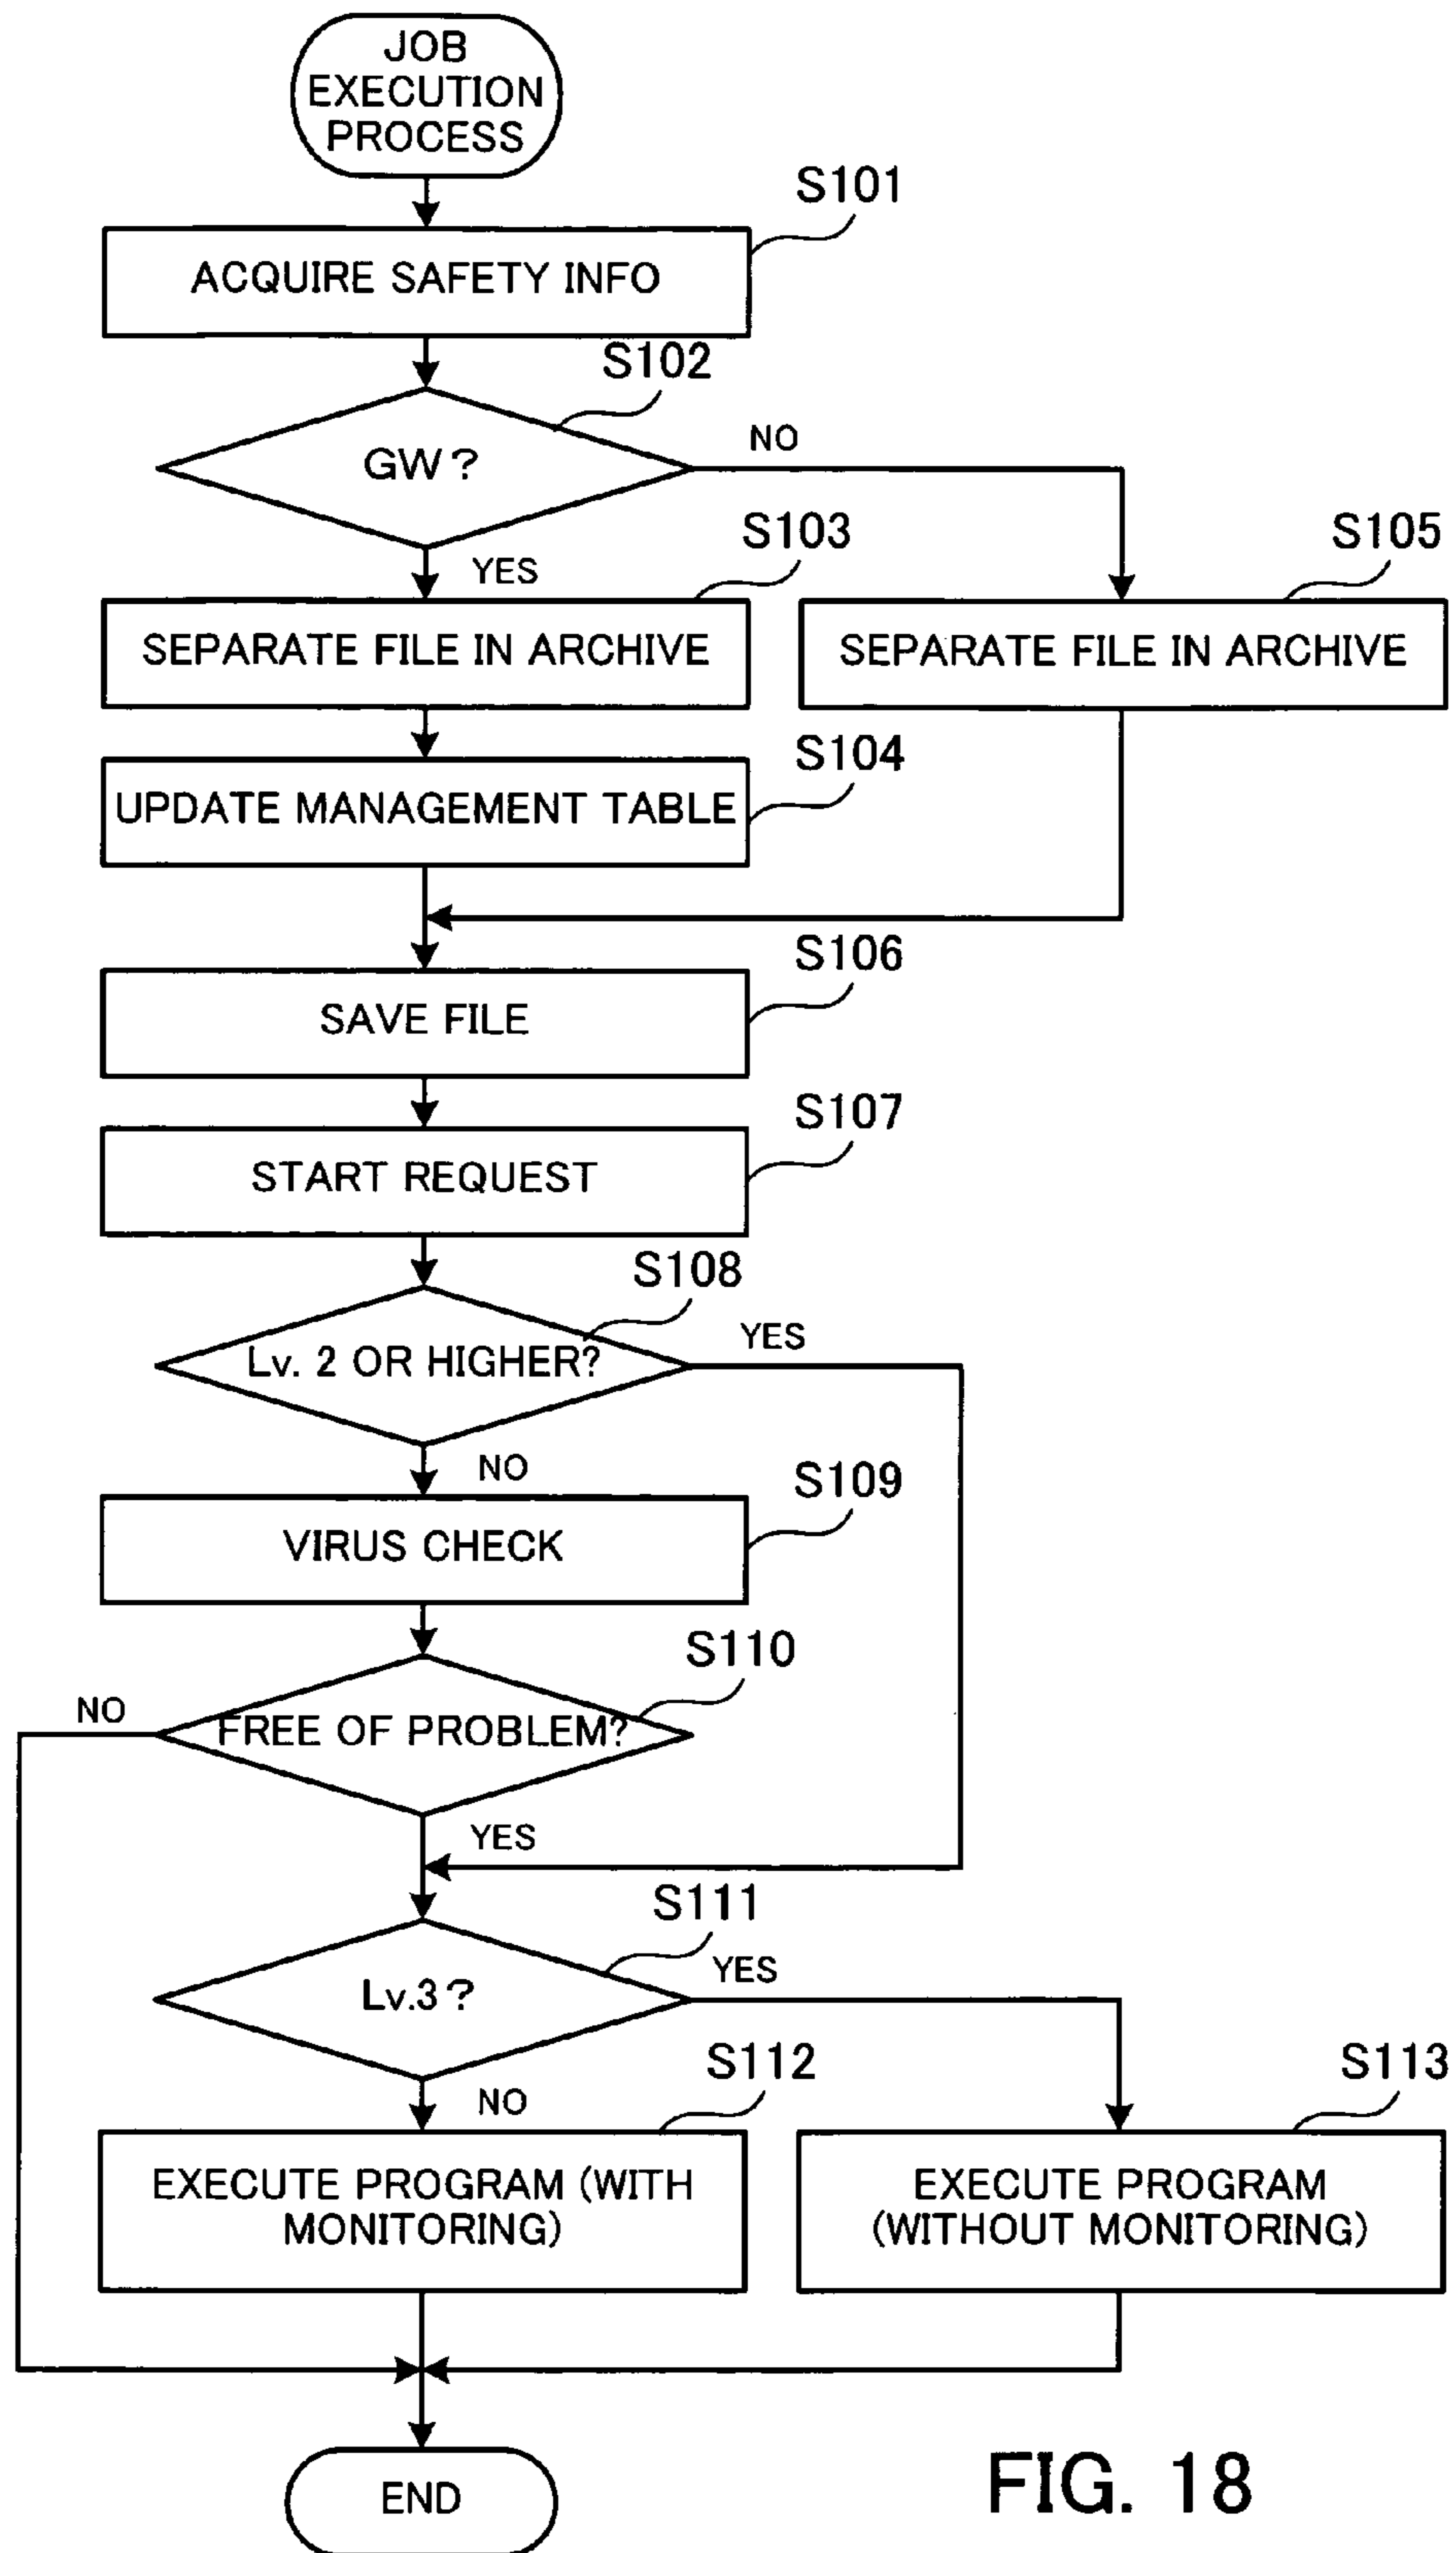 JOB
EXECUTION
PROCESS
S101
ACQUIRE SAFETY INFO
S102
GW?
NO
YES
S103
S105
SEPARATE FILE IN ARCHIVE
SEPARATE FILE IN ARCHIVE
S104
UPDATE MANAGEMENT TABLE
S106
SAVE FILE
S107
START REQUEST
S108
Lv. 2 OR HIGHER?
YES
NO
S109
VIRUS CHECK
S110
NO
FREE OF PROBLEM?
YES
S111
Lv.3?
YES
NO
S112
S113
EXECUTE PROGRAM (WITH
MONITORING)
EXECUTE PROGRAM
(WITHOUT MONITORING)
END
FIG. 18